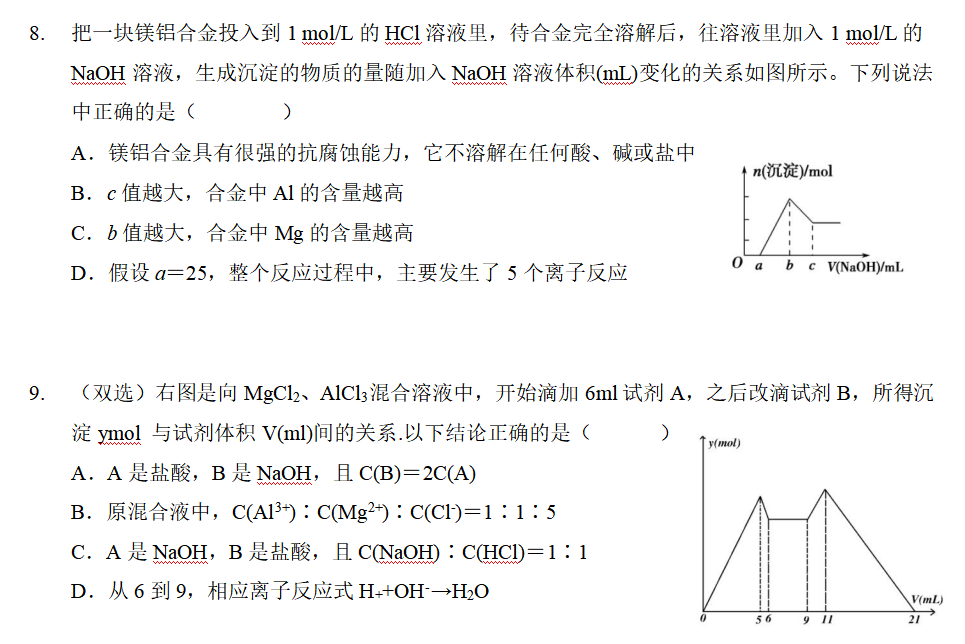 8. 把一块镁铝合金投入到 1 mol/L 的 HCl 溶液里，待合金完全溶解后，往溶液里加入 1 mol/L 的
NaOH 溶液，生成沉淀的物质的量随加入 NaOH 溶液体积(mL)变化的关系如图所示。下列说法
中正确的是（ ）
A．镁铝合金具有很强的抗腐蚀能力，它不溶解在任何酸、碱或盐中
B．c 值越大，合金中 Al 的含量越高
C．b 值越大，合金中 Mg 的含量越高
D．假设 a＝25，整个反应过程中，主要发生了 5 个离子反应
n(沉淀)/mol
O a b c V(NaOH)/mL
9. （双选）右图是向 MgCl₂、AlCl₃混合溶液中，开始滴加 6ml 试剂 A，之后改滴试剂 B，所得沉
淀 ymol 与试剂体积 V(ml)间的关系.以下结论正确的是（ ）
A．A 是盐酸，B 是 NaOH，且 C(B)＝2C(A)
B．原混合液中，C(Al³⁺)∶C(Mg²⁺)∶C(Cl⁻)＝1∶1∶5
C．A 是 NaOH，B 是盐酸，且 C(NaOH)∶C(HCl)＝1∶1
D．从 6 到 9，相应离子反应式 H₊+OH⁻→H₂O
y(mol)
V(mL)
0 5 6 9 11 21